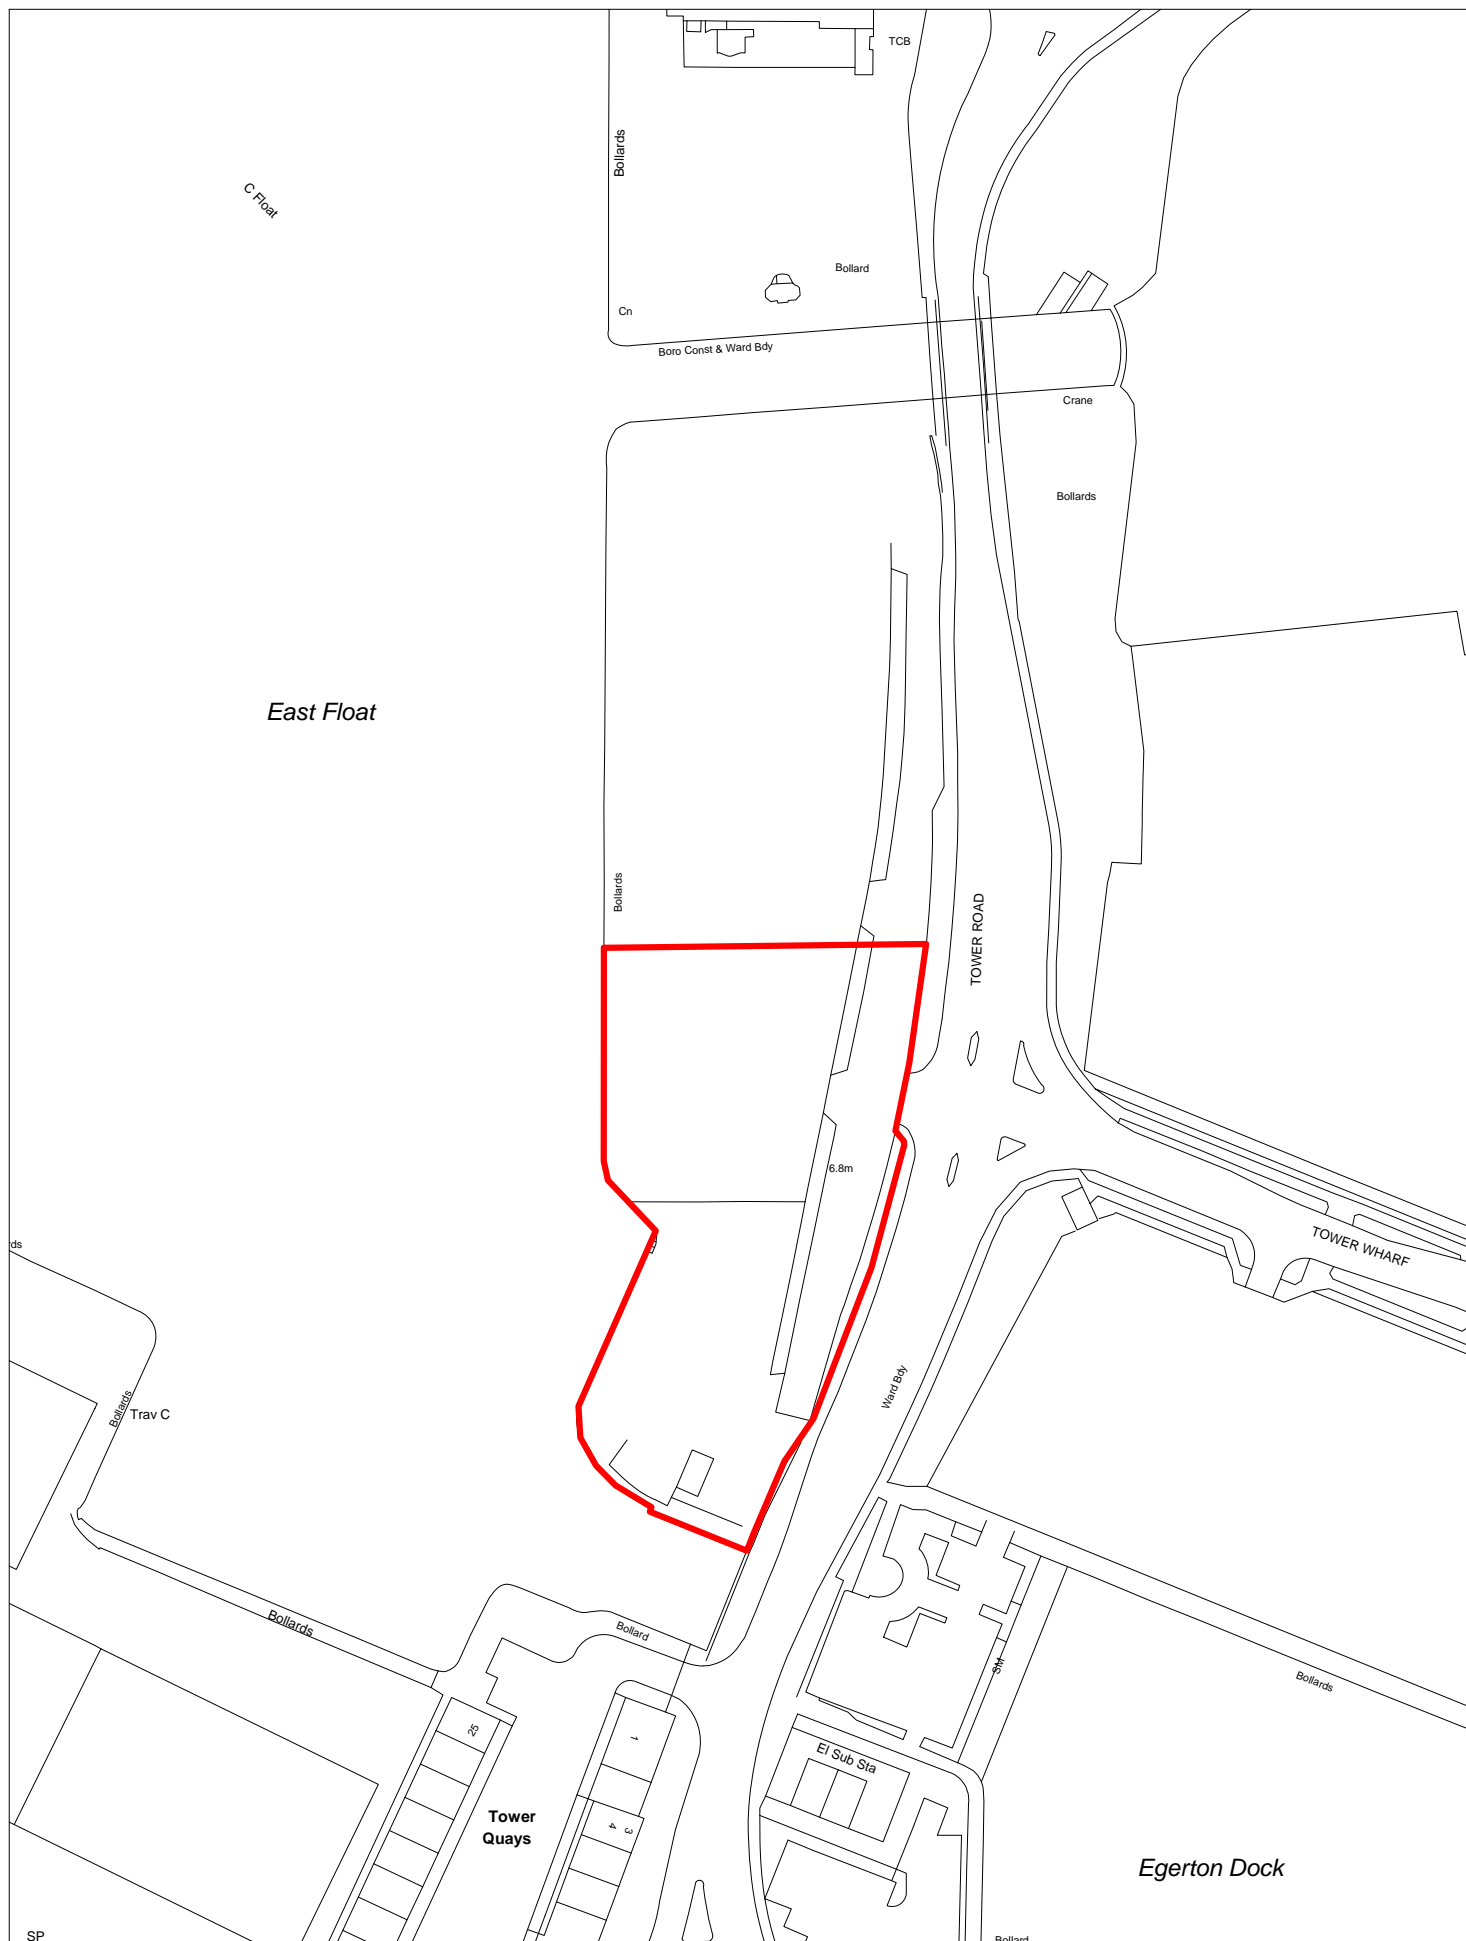 TCB
Bollards
C Float
Bollard
Cn
Boro Const & Ward Bdy
Crane
Bollards
East Float
Bollards
TOWER ROAD
6.8m
TOWER WHARF
rds
Ward Bdy
Bollards
Trav C
Bollards
Bollard
SM
Bollards
25
1
El Sub Sta
Tower
Quays
3
4
Egerton Dock
SP
Bollard